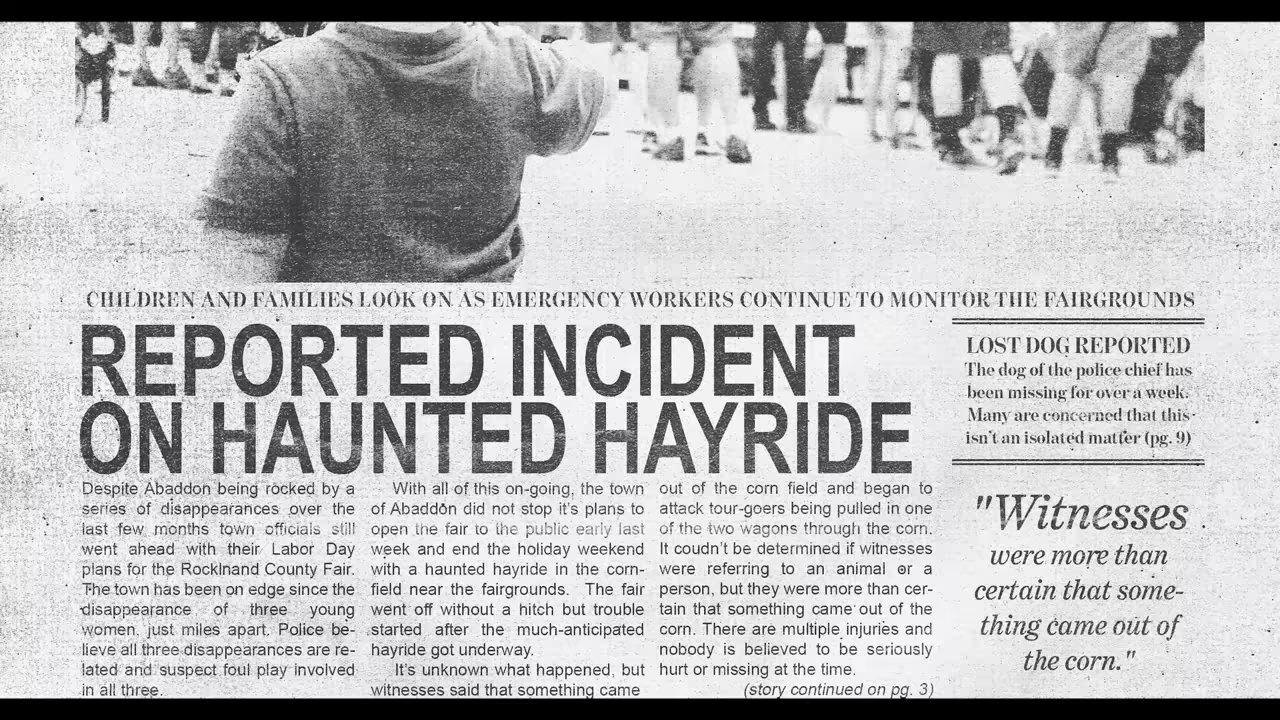 CHILDREN AND FAMILIES LOOK ON AS EMERGENCY WORKERS CONTINUE TO MONITOR THE FAIRGROUNDS
REPORTED INCIDENT
ON HAUNTED HAYRIDE
Despite Abaddon being rocked by a
series of disappearances over the
last few months town officials still
went ahead with their Labor Day
plans for the Rocklnand County Fair.
The town has been on edge since the
disappearance of three young
women, just miles apart. Police be-
lieve all three disappearances are re-
lated and suspect foul play involved
in all three.
With all of this on-going, the town
of Abaddon did not stop it's plans to
open the fair to the public early last
week and end the holiday weekend
with a haunted hayride in the corn-
field near the fairgrounds. The fair
went off without a hitch but trouble
started after the much-anticipated
hayride got underway.
It's unknown what happened, but
witnesses said that something came
out of the corn field and began to
attack tour-goers being pulled in one
of the two wagons through the corn.
It coudn't be determined if witnesses
were referring to an animal or a
person, but they were more than cer-
tain that something came out of the
corn. There are multiple injuries and
nobody is believed to be seriously
hurt or missing at the time.
(story continued on pg. 3)
LOST DOG REPORTED
The dog of the police chief has
been missing for over a week.
Many are concerned that this
isn't an isolated matter (pg. 9)
"Witnesses
were more than
certain that some-
thing came out of
the corn."